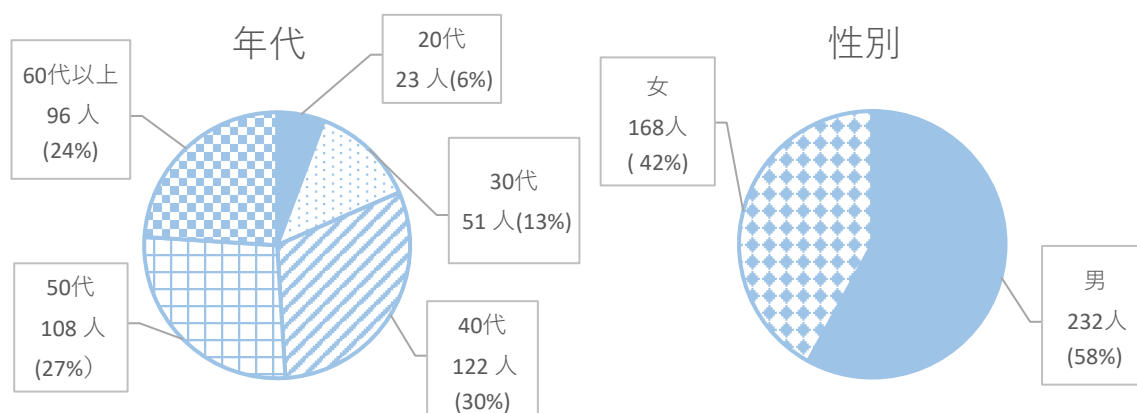 年代
20代
23 人(6%)
30代
51 人(13%)
40代
122 人
(30%)
50代
108 人
(27%）
60代以上
96 人
(24%)
性別
女
168人
( 42%)
男
232人
(58%)